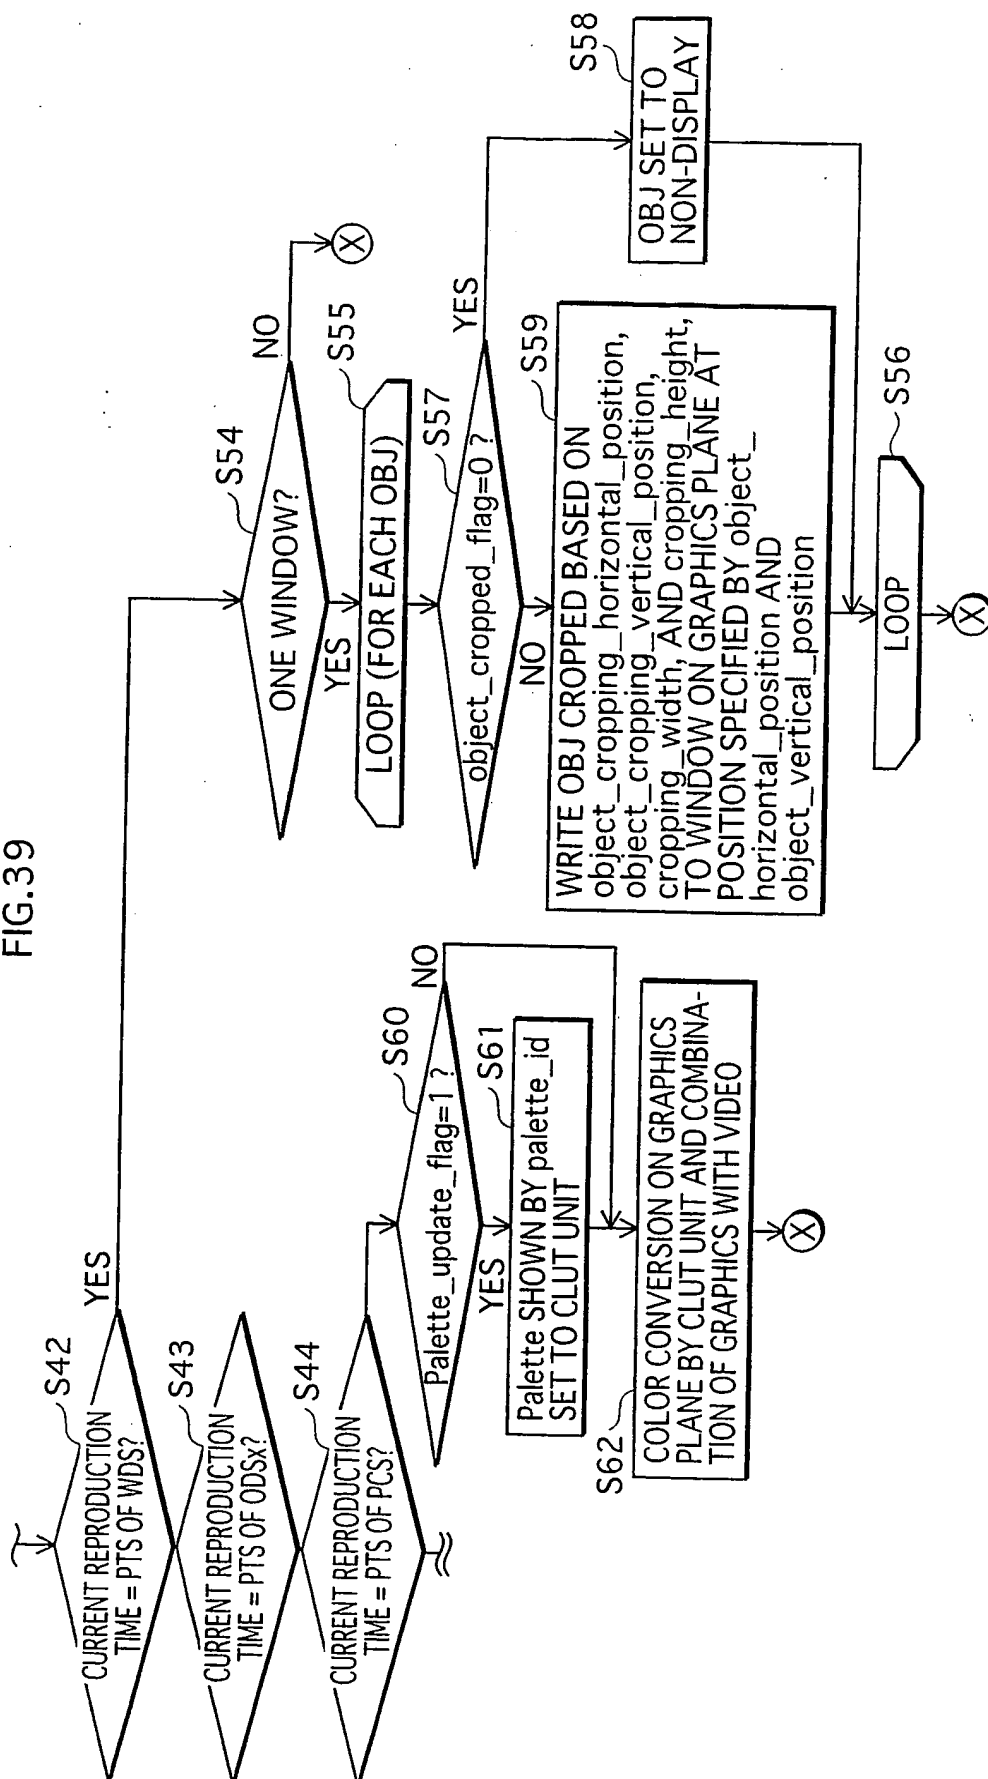 FIG.39
S42
CURRENT REPRODUCTION
TIME = PTS OF WDS?
YES
S43
CURRENT REPRODUCTION
TIME = PTS OF ODSx?
S44
CURRENT REPRODUCTION
TIME = PTS OF PCS?
S54
ONE WINDOW?
NO
X
YES
S55
LOOP (FOR EACH OBJ)
S57
object_cropped_flag=0 ?
YES
NO
S58
OBJ SET TO
NON-DISPLAY
S59
WRITE OBJ CROPPED BASED ON
object_cropping_horizontal_position,
object_cropping_vertical_position,
cropping_width, AND cropping_height,
TO WINDOW ON GRAPHICS PLANE AT
POSITION SPECIFIED BY object_
horizontal_position AND
object_vertical_position
S56
LOOP
X
S60
Palette_update_flag=1 ?
NO
YES
S61
Palette SHOWN BY palette_id
SET TO CLUT UNIT
S62
COLOR CONVERSION ON GRAPHICS
PLANE BY CLUT UNIT AND COMBINA-
TION OF GRAPHICS WITH VIDEO
X